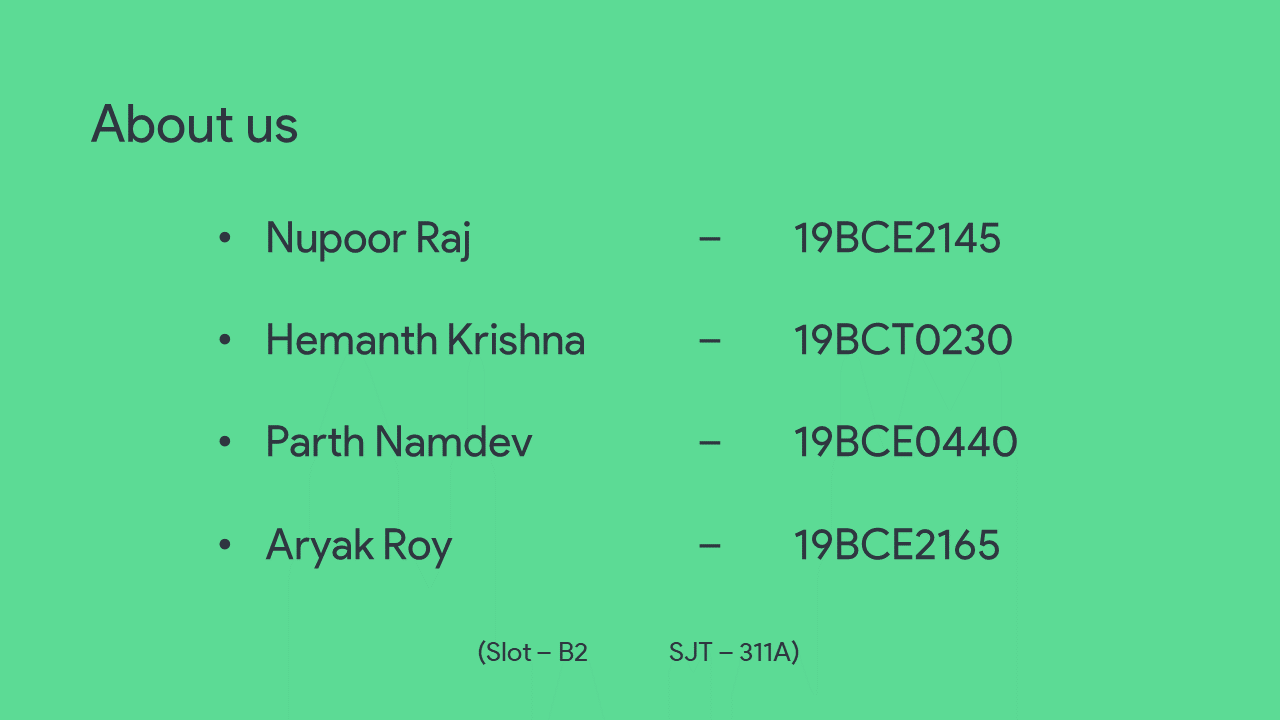 About us
• Nupoor Raj – 19BCE2145
• Hemanth Krishna – 19BCT0230
• Parth Namdev – 19BCE0440
• Aryak Roy – 19BCE2165
(Slot – B2 SJT – 311A)